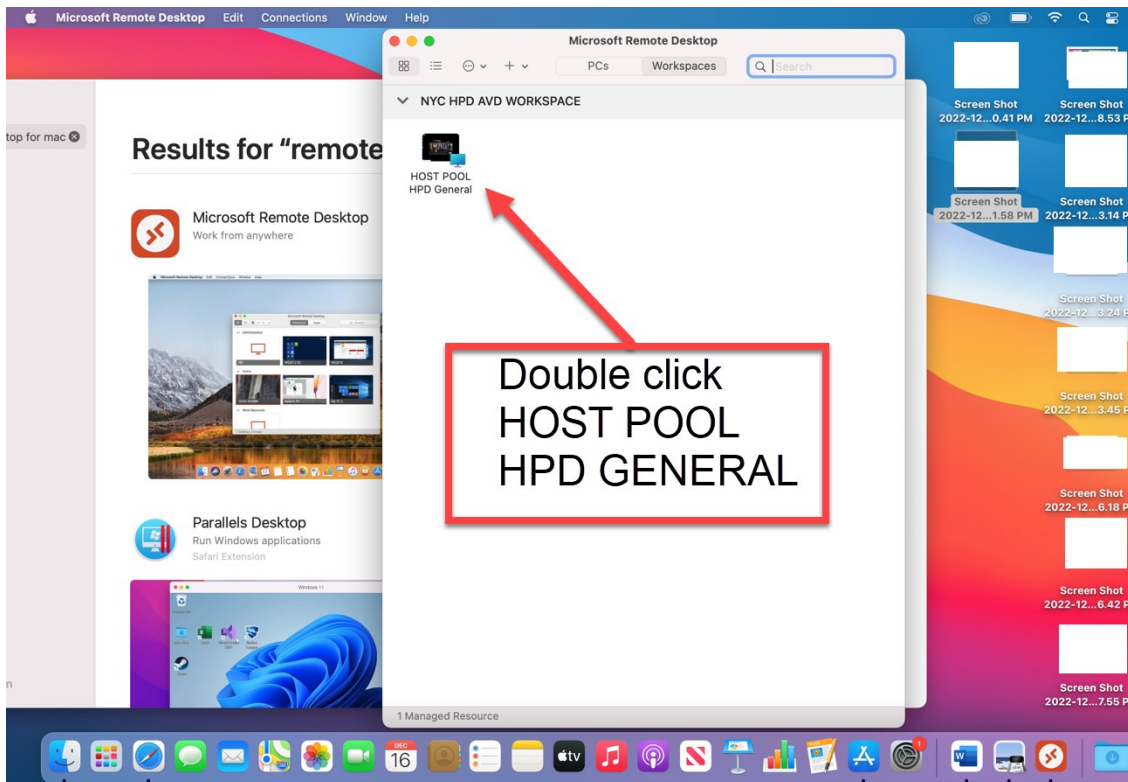 Microsoft Remote Desktop Edit Connections Window Help
Microsoft Remote Desktop
PCs Workspaces Search
NYC HPD AVD WORKSPACE
HOST POOL
HPD General
top for mac
Results for “remote
Microsoft Remote Desktop
Work from anywhere
Double click
HOST POOL
HPD GENERAL
Parallels Desktop
Run Windows applications
Safari Extension
Windows 11
n
1 Managed Resource
Screen Shot
2022-12...0.41 PM
Screen Shot
2022-12...8.53 P
Screen Shot
2022-12...1.58 PM
Screen Shot
2022-12...3.14 P
Screen Shot
2022-12...3.24 P
Screen Shot
2022-12...3.45 P
Screen Shot
2022-12...6.18 P
Screen Shot
2022-12...6.42 P
Screen Shot
2022-12...7.55 P
DEC
16
tv
1